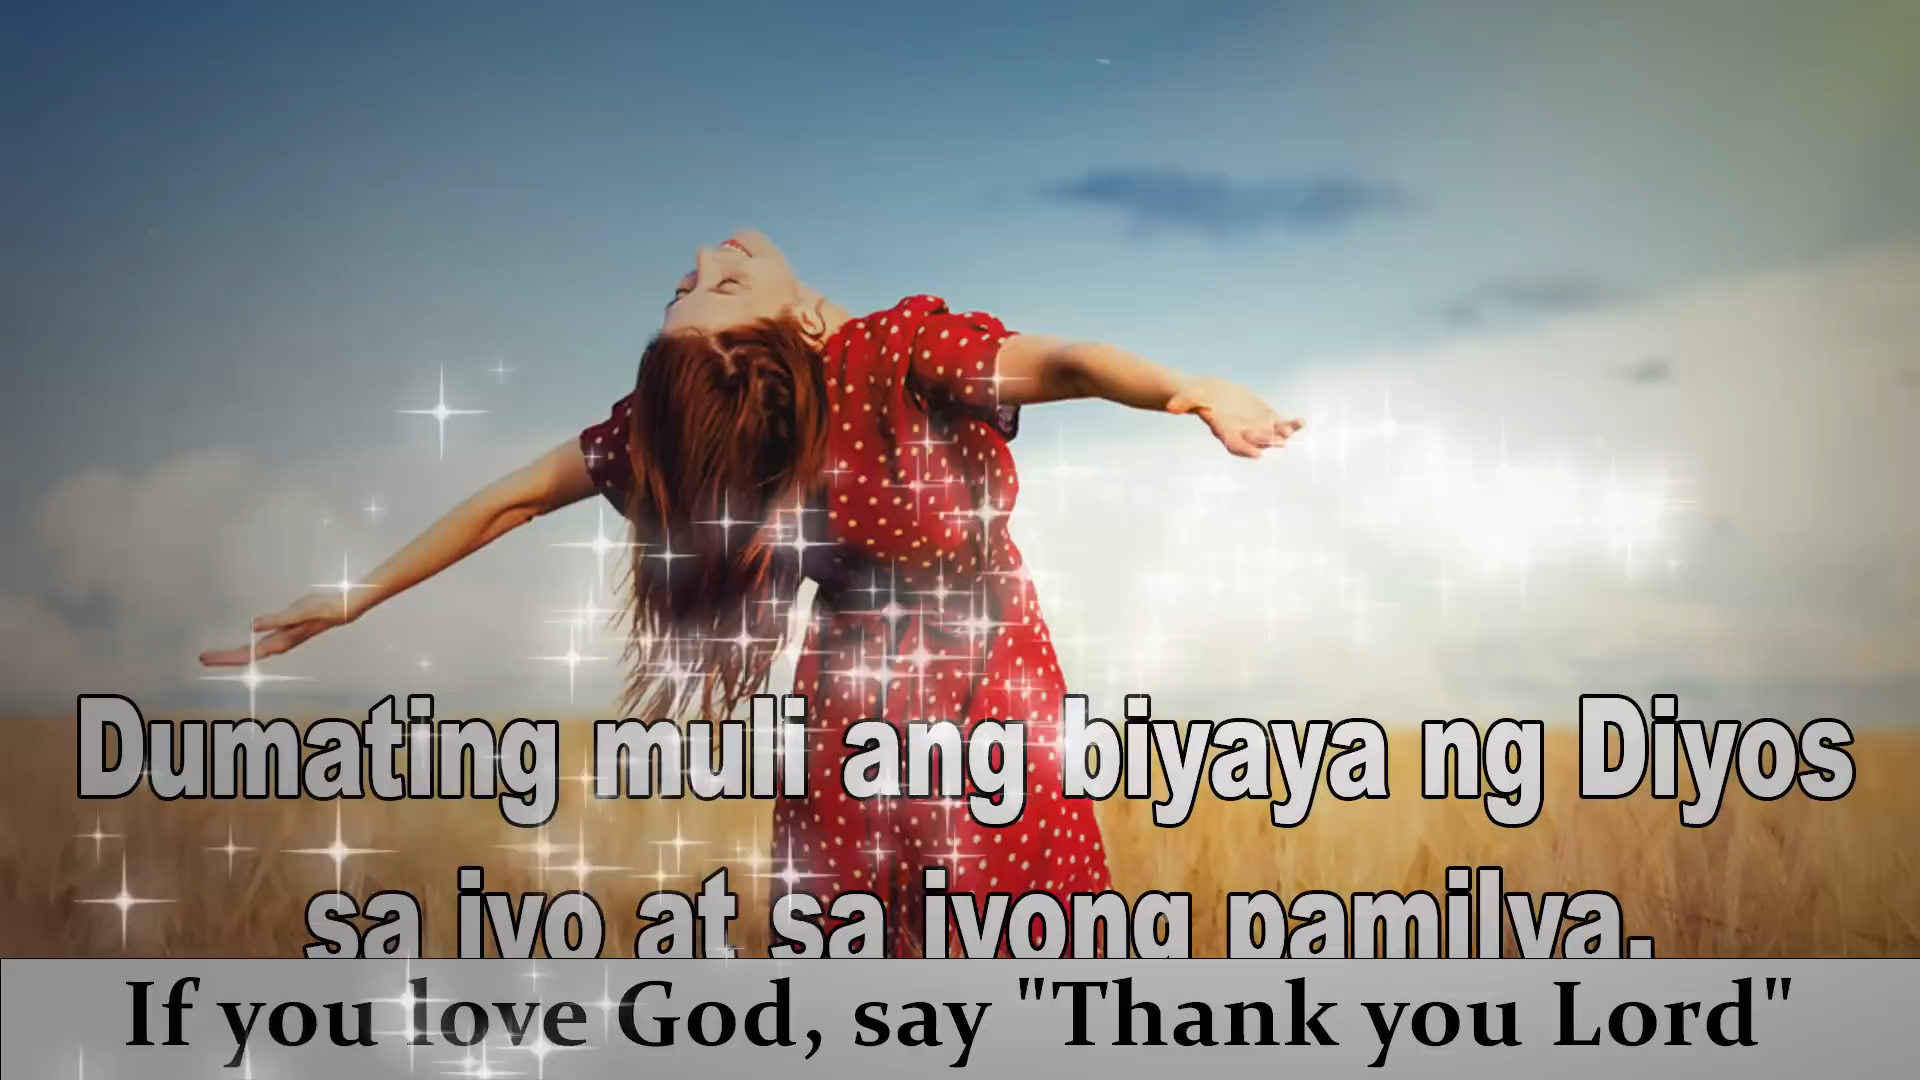 Dumating muli ang biyaya ng Diyos
sa iyo at sa iyong pamilya.
If you love God, say "Thank you Lord"